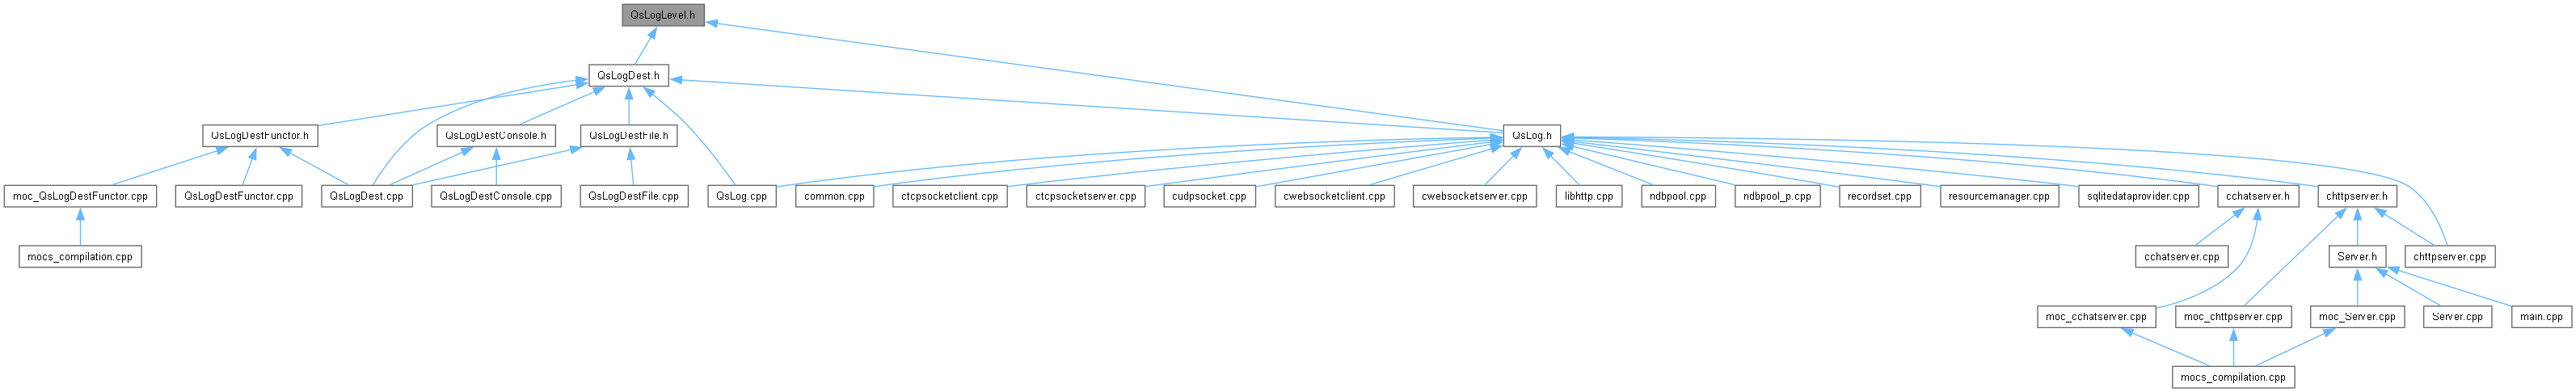 QsLogLevel.h
QsLogDest.h
QsLogDestFunctor.h
QsLogDestConsole.h
QsLogDestFile.h
QsLog.h
moc_QsLogDestFunctor.cpp
QsLogDestFunctor.cpp
QsLogDest.cpp
QsLogDestConsole.cpp
QsLogDestFile.cpp
QsLog.cpp
common.cpp
ctcpsocketclient.cpp
ctcpsocketserver.cpp
cudpsocket.cpp
cwebsocketclient.cpp
cwebsocketserver.cpp
libhttp.cpp
ndbpool.cpp
ndbpool_p.cpp
recordset.cpp
resourcemanager.cpp
sqlitedataprovider.cpp
cchatserver.h
chttpserver.h
mocs_compilation.cpp
cchatserver.cpp
Server.h
chttpserver.cpp
moc_cchatserver.cpp
moc_chttpserver.cpp
moc_Server.cpp
Server.cpp
main.cpp
mocs_compilation.cpp